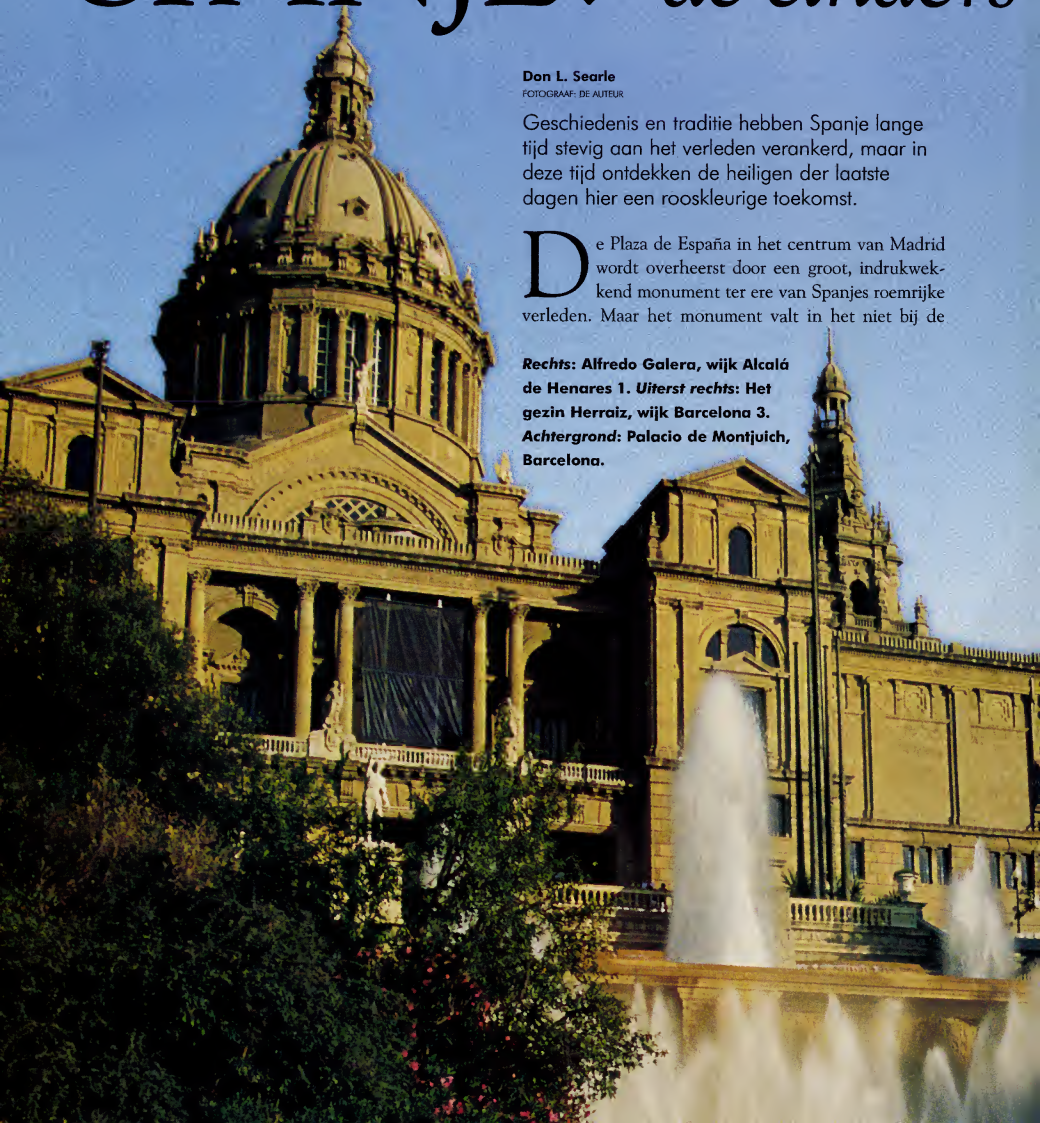 de einders
Don L. Searle
FOTOGRAAF: DE AUTEUR
Geschiedenis en traditie hebben Spanje lange
tijd stevig aan het verleden verankerd, maar in
deze tijd ontdekken de heiligen der laatste
dagen hier een rooskleurige toekomst.
De Plaza de España in het centrum van Madrid
wordt overheerst door een groot, indrukwek-
kend monument ter ere van Spanjes roemrijke
verleden. Maar het monument valt in het niet bij de
Rechts: Alfredo Galera, wijk Alcalá
de Henares 1. Uiterst rechts: Het
gezin Herraiz, wijk Barcelona 3.
Achtergrond: Palacio de Montjuich,
Barcelona.